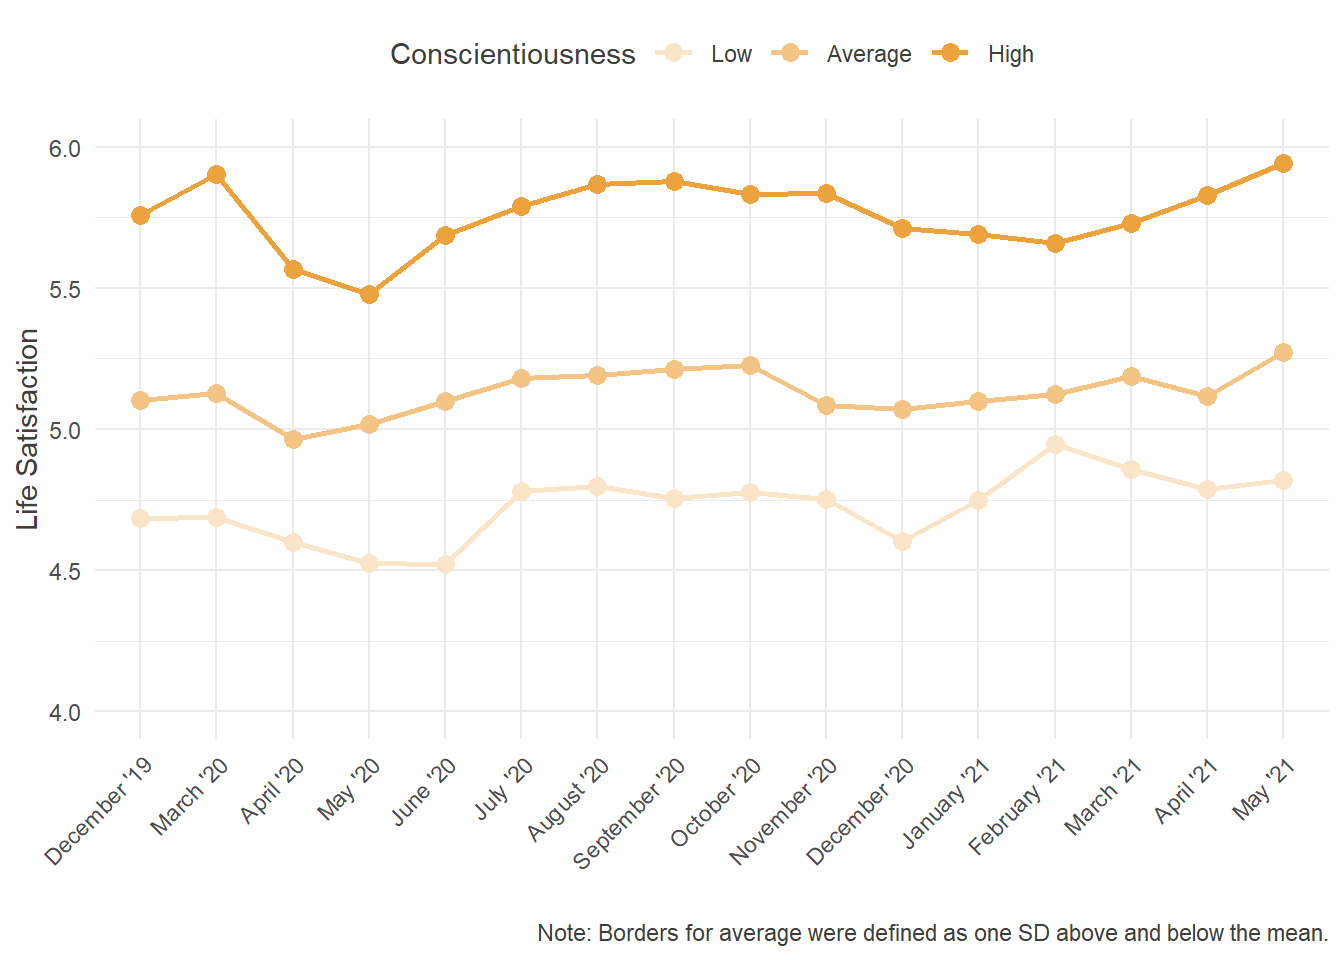 Conscientiousness Low Average High
6.0
5.5
5.0
4.5
4.0
Life Satisfaction
December '19
March '20
April '20
May '20
June '20
July '20
August '20
September '20
October '20
November '20
December '20
January '21
February '21
March '21
April '21
May '21
Note: Borders for average were defined as one SD above and below the mean.